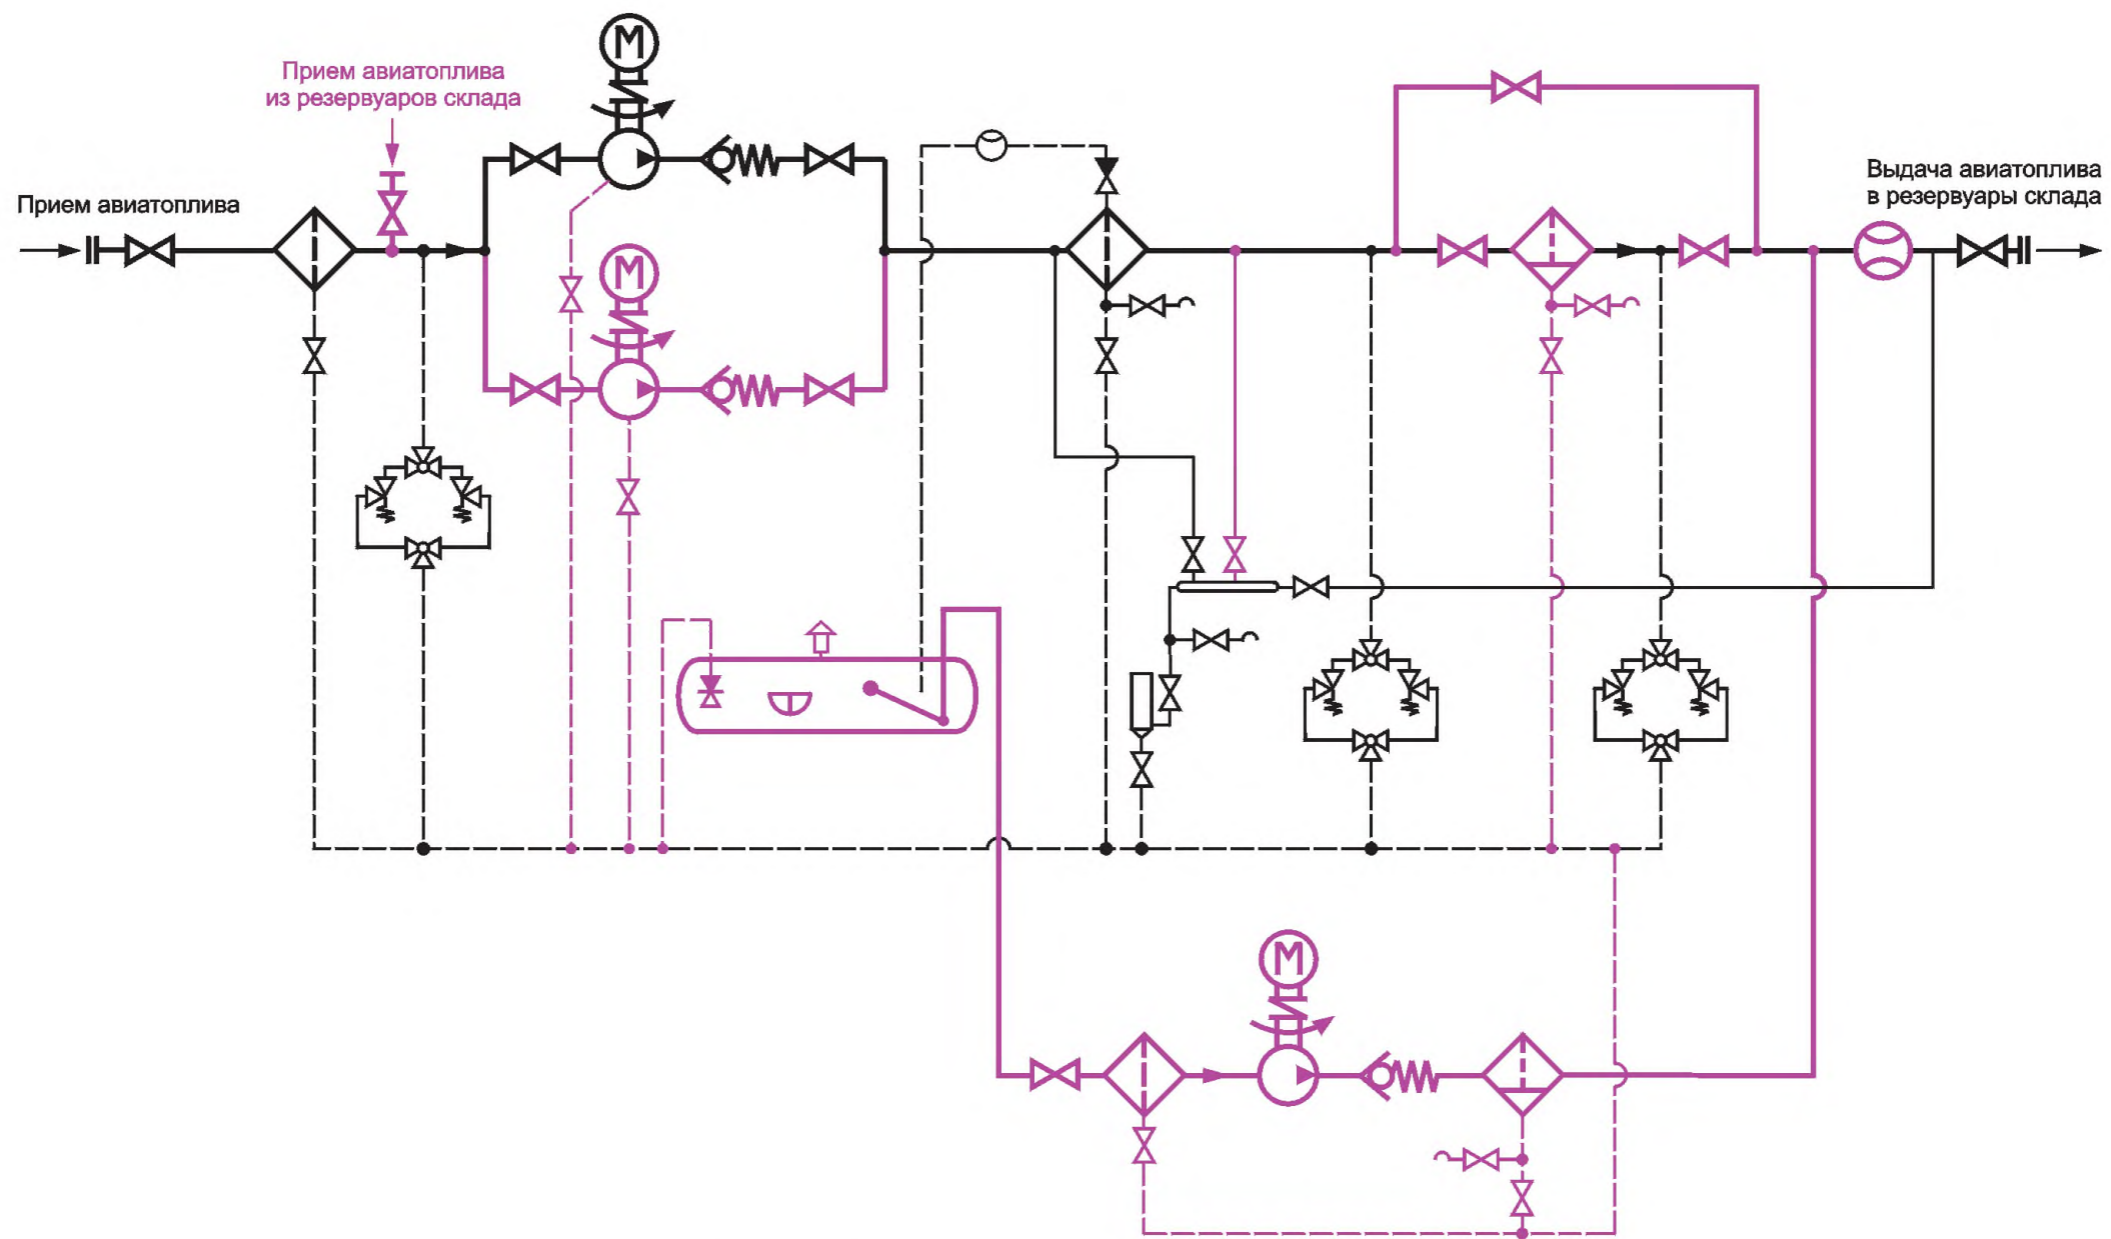 Прием авиатоплива
из резервуаров склада
Прием авиатоплива
M
M
Выдача авиатоплива
в резервуары склада
M